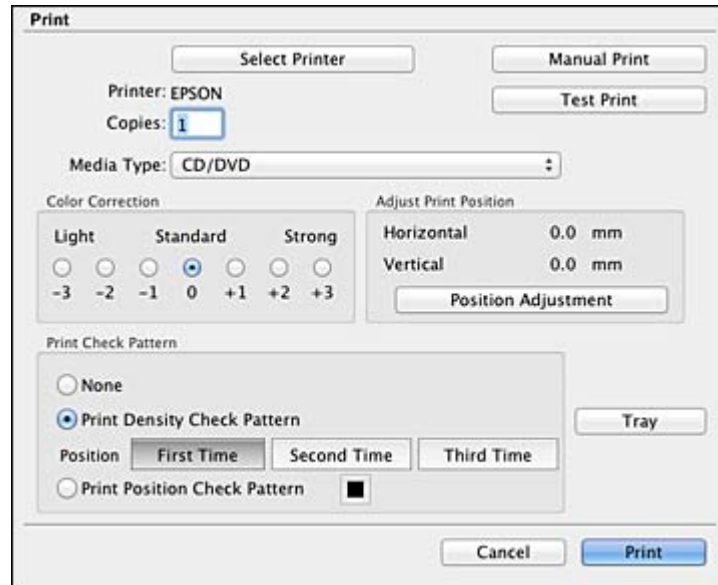 Print
Select Printer
Manual Print
Printer: EPSON
Test Print
Copies: 1
Media Type: CD/DVD
Color Correction
Adjust Print Position
Light Standard Strong
Horizontal 0.0 mm
Vertical 0.0 mm
-3 -2 -1 0 +1 +2 +3
Position Adjustment
Print Check Pattern
None
Print Density Check Pattern
Tray
Position First Time Second Time Third Time
Print Position Check Pattern
Cancel Print